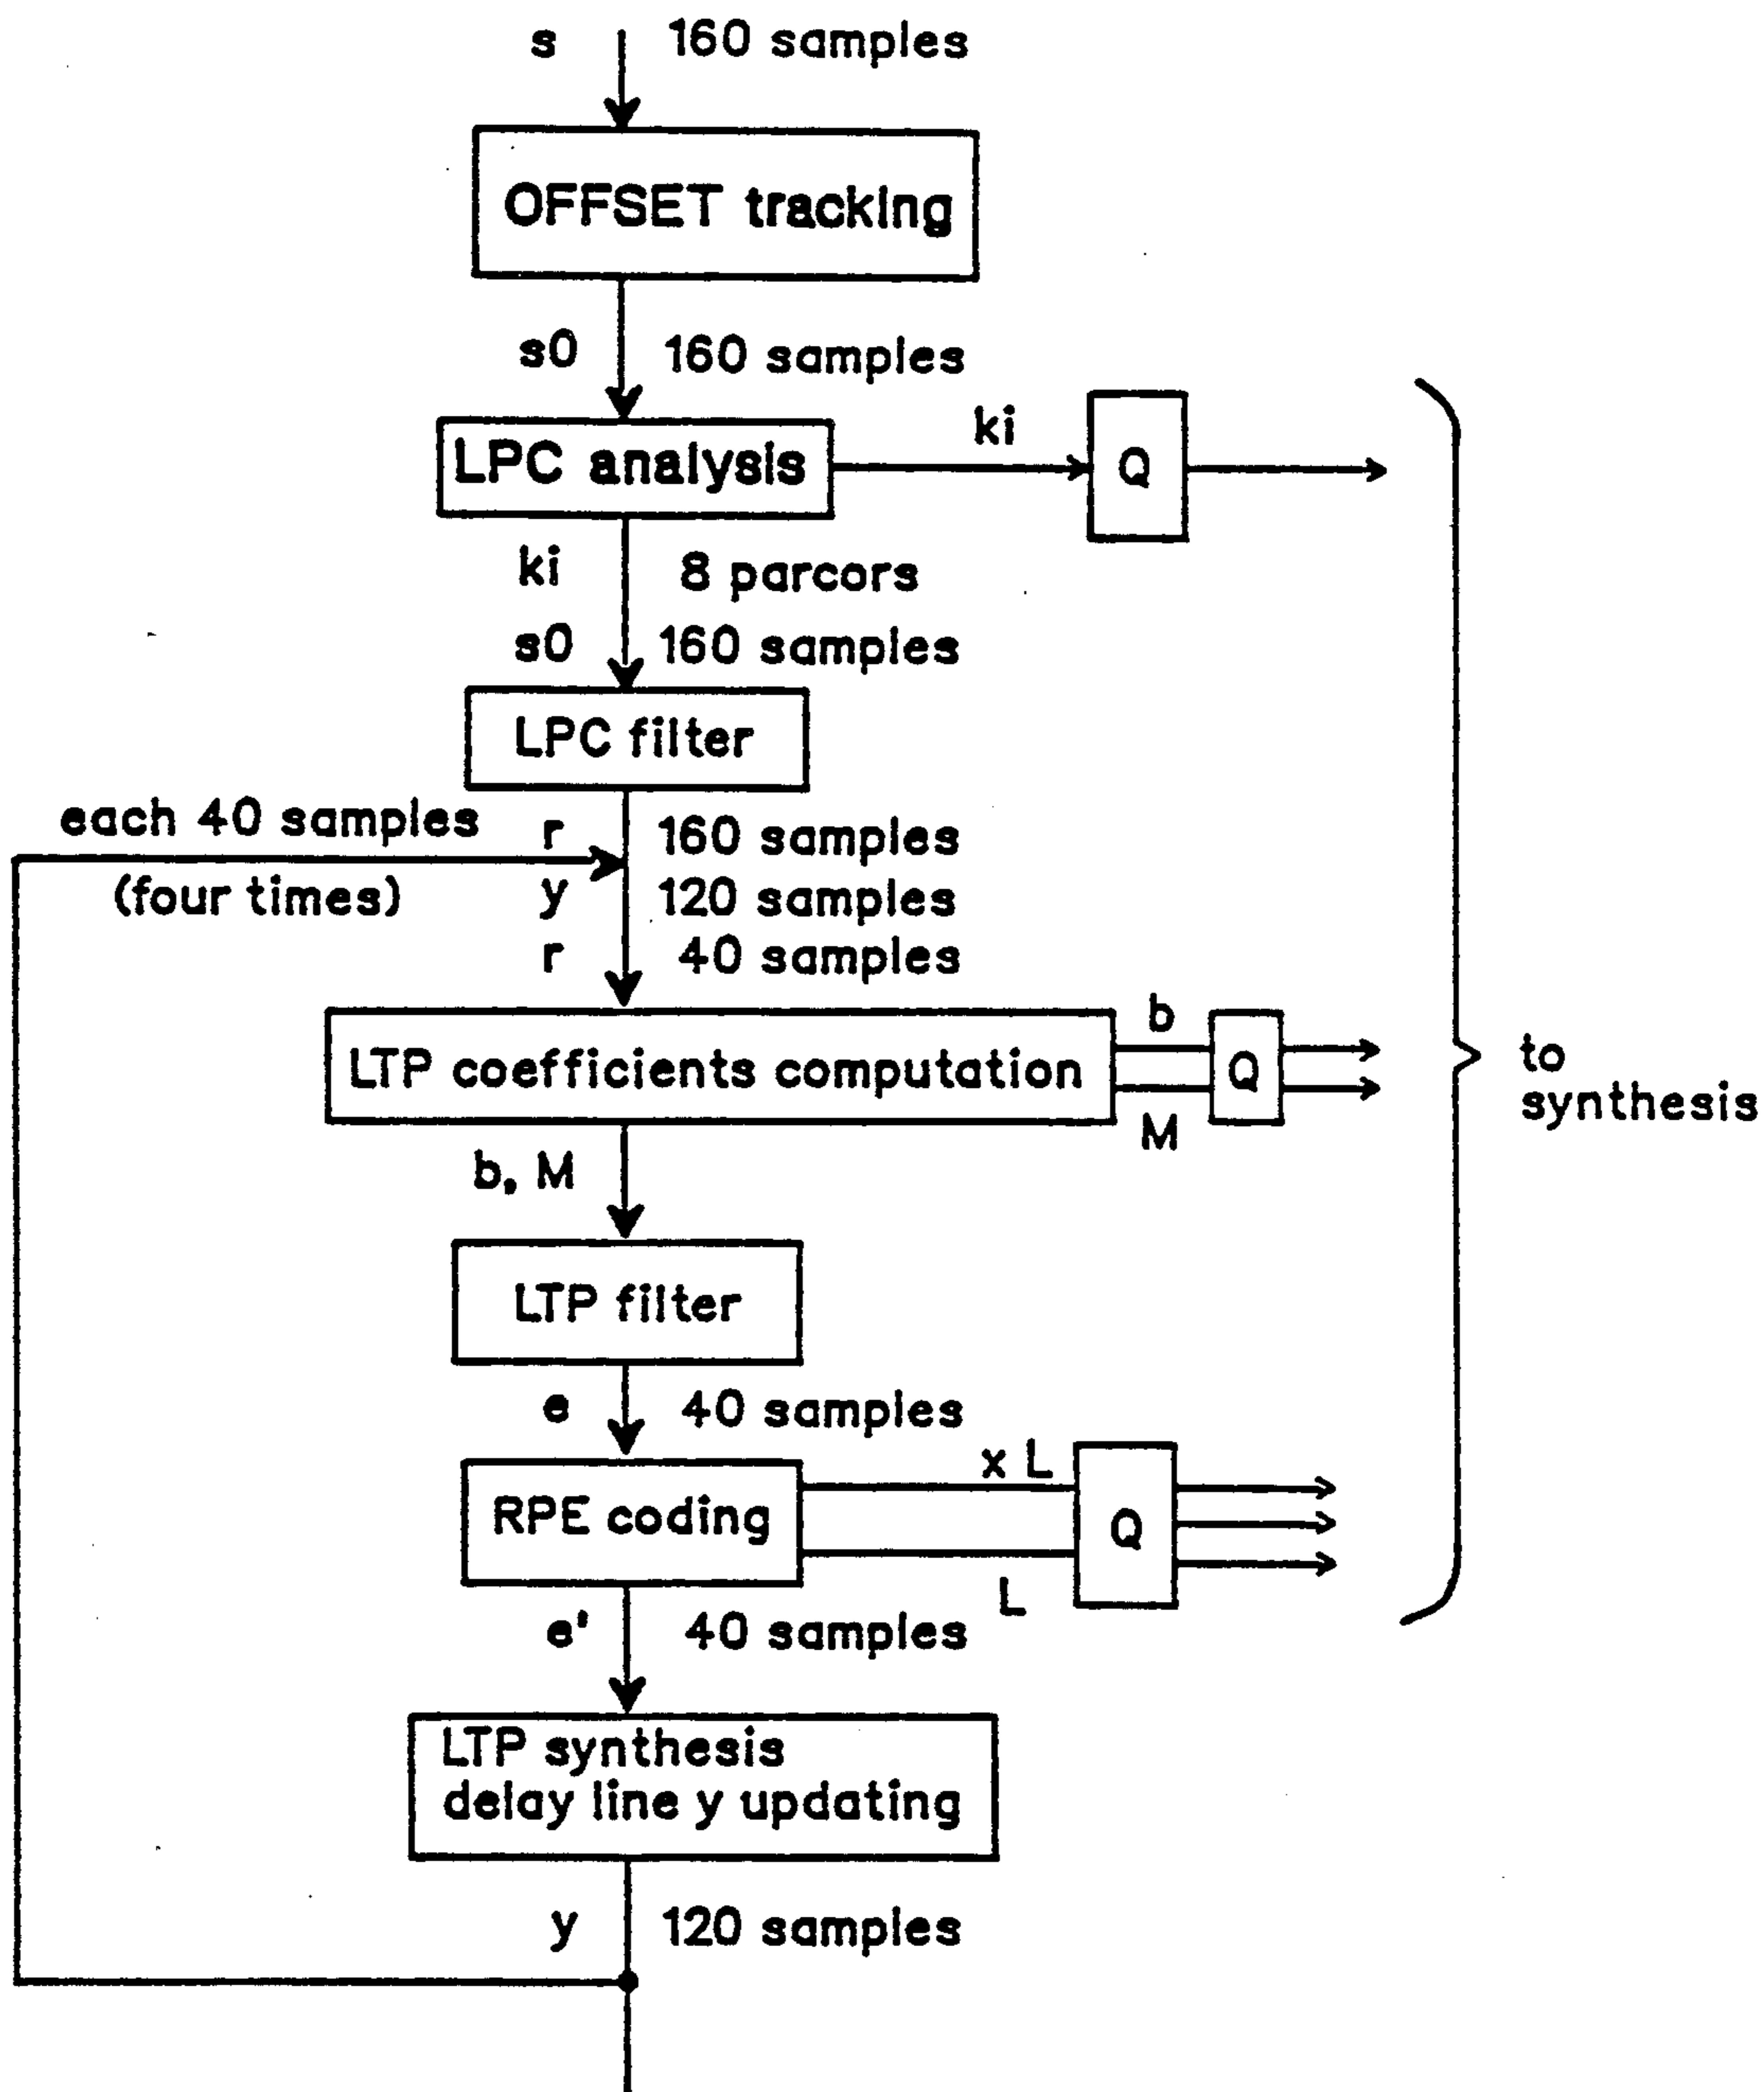 s 160 samples
OFFSET tracking
s0 160 samples
LPC analysis
ki
Q
ki 8 parcors
s0 160 samples
LPC filter
each 40 samples
(four times)
r 160 samples
y 120 samples
r 40 samples
LTP coefficients computation
b
M
Q
to
synthesis
b, M
LTP filter
e 40 samples
RPE coding
x L
L
Q
e' 40 samples
LTP synthesis
delay line y updating
y 120 samples